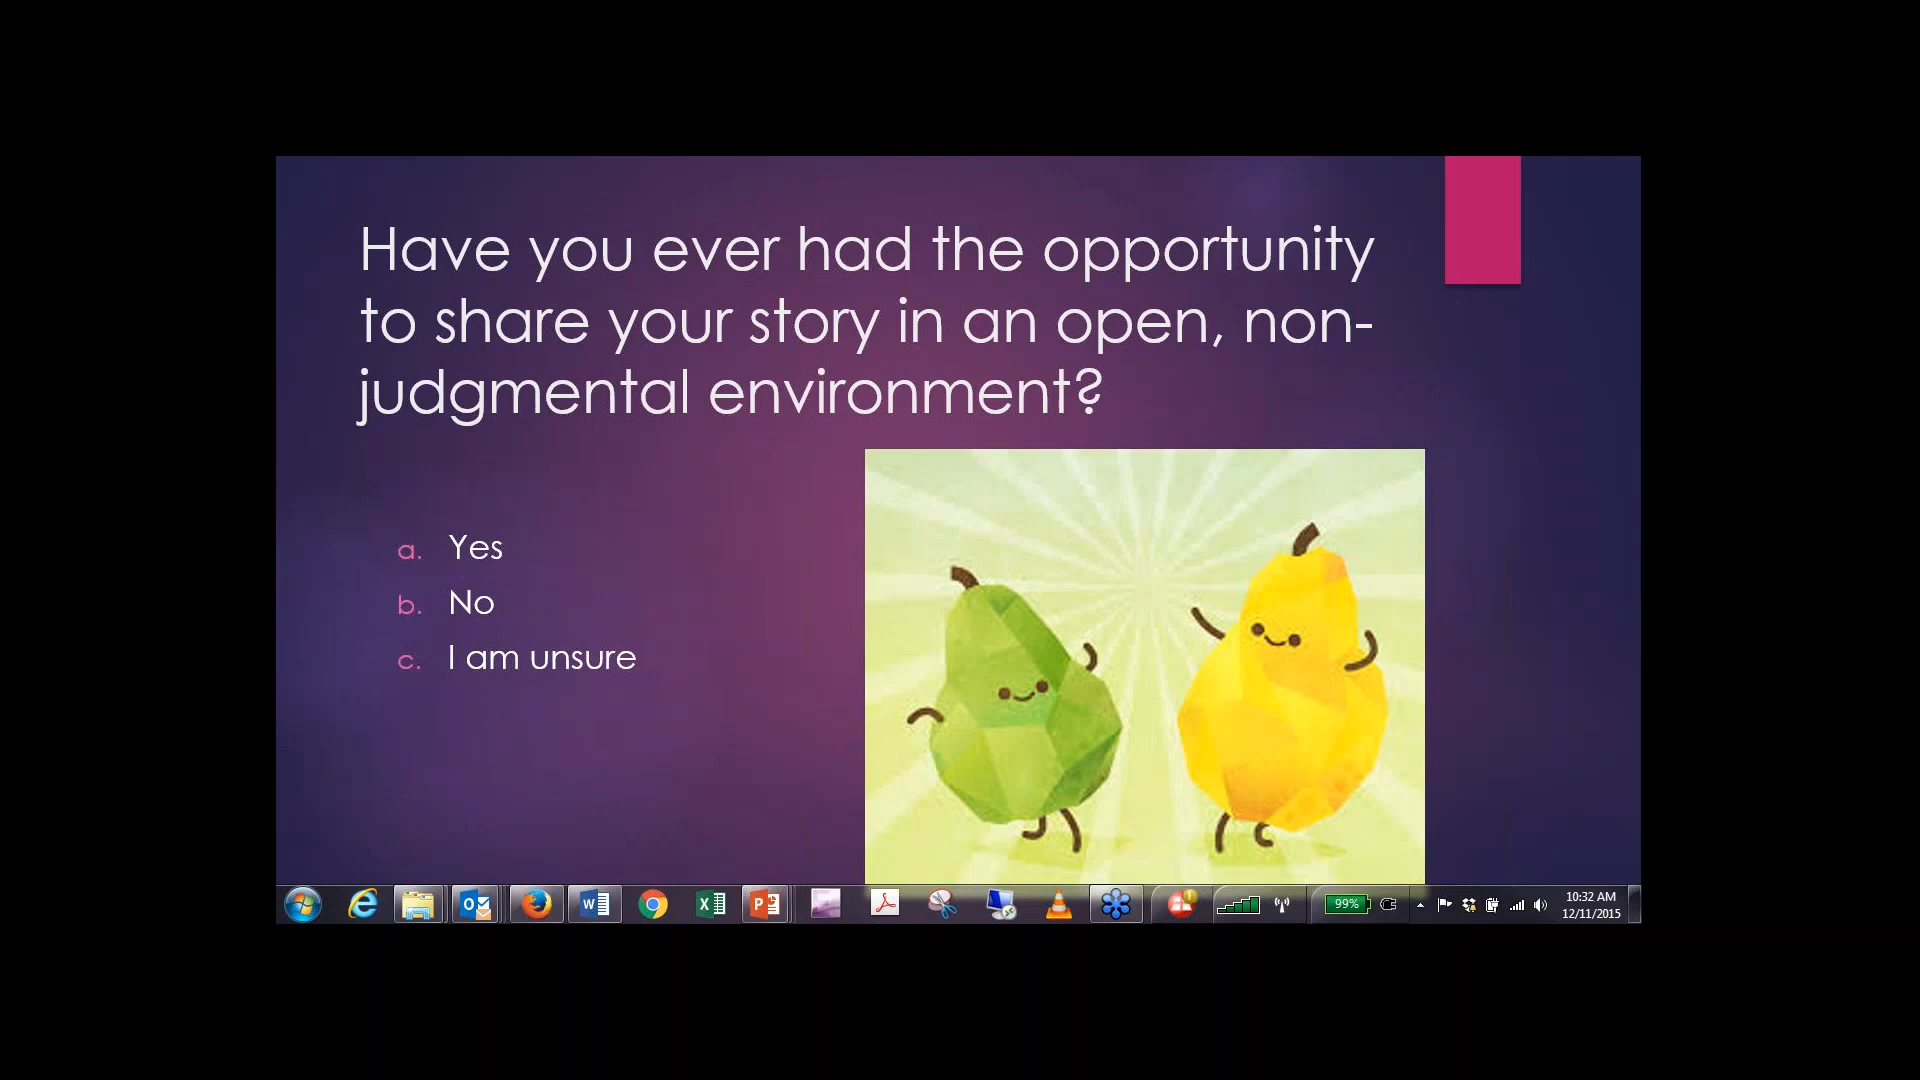 Have you ever had the opportunity
to share your story in an open, non-
judgmental environment?
a. Yes
b. No
c. I am unsure
99%
10:32 AM
12/11/2015